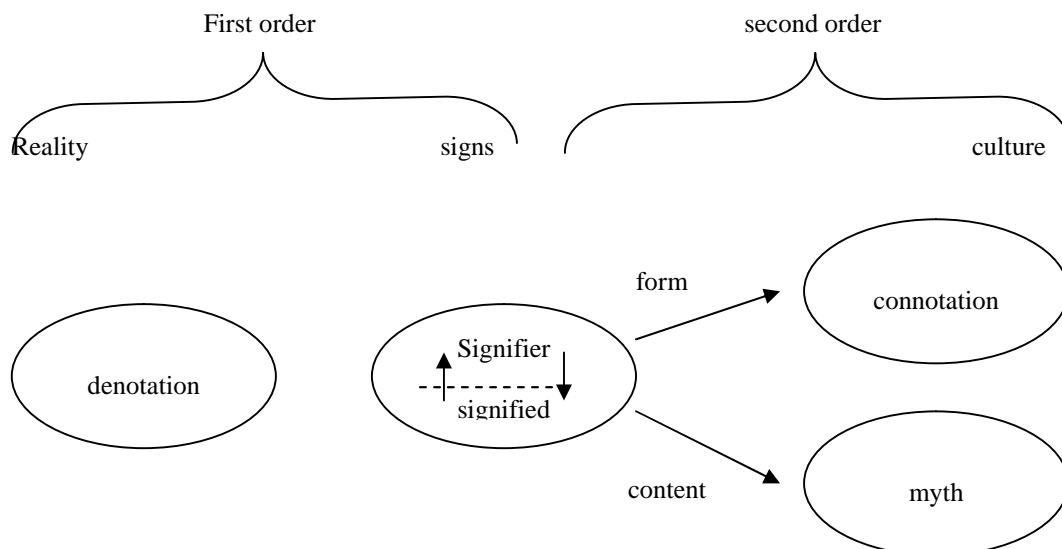 First order second order
Reality signs culture
form
connotation
Signifier
denotation
signified
content
myth